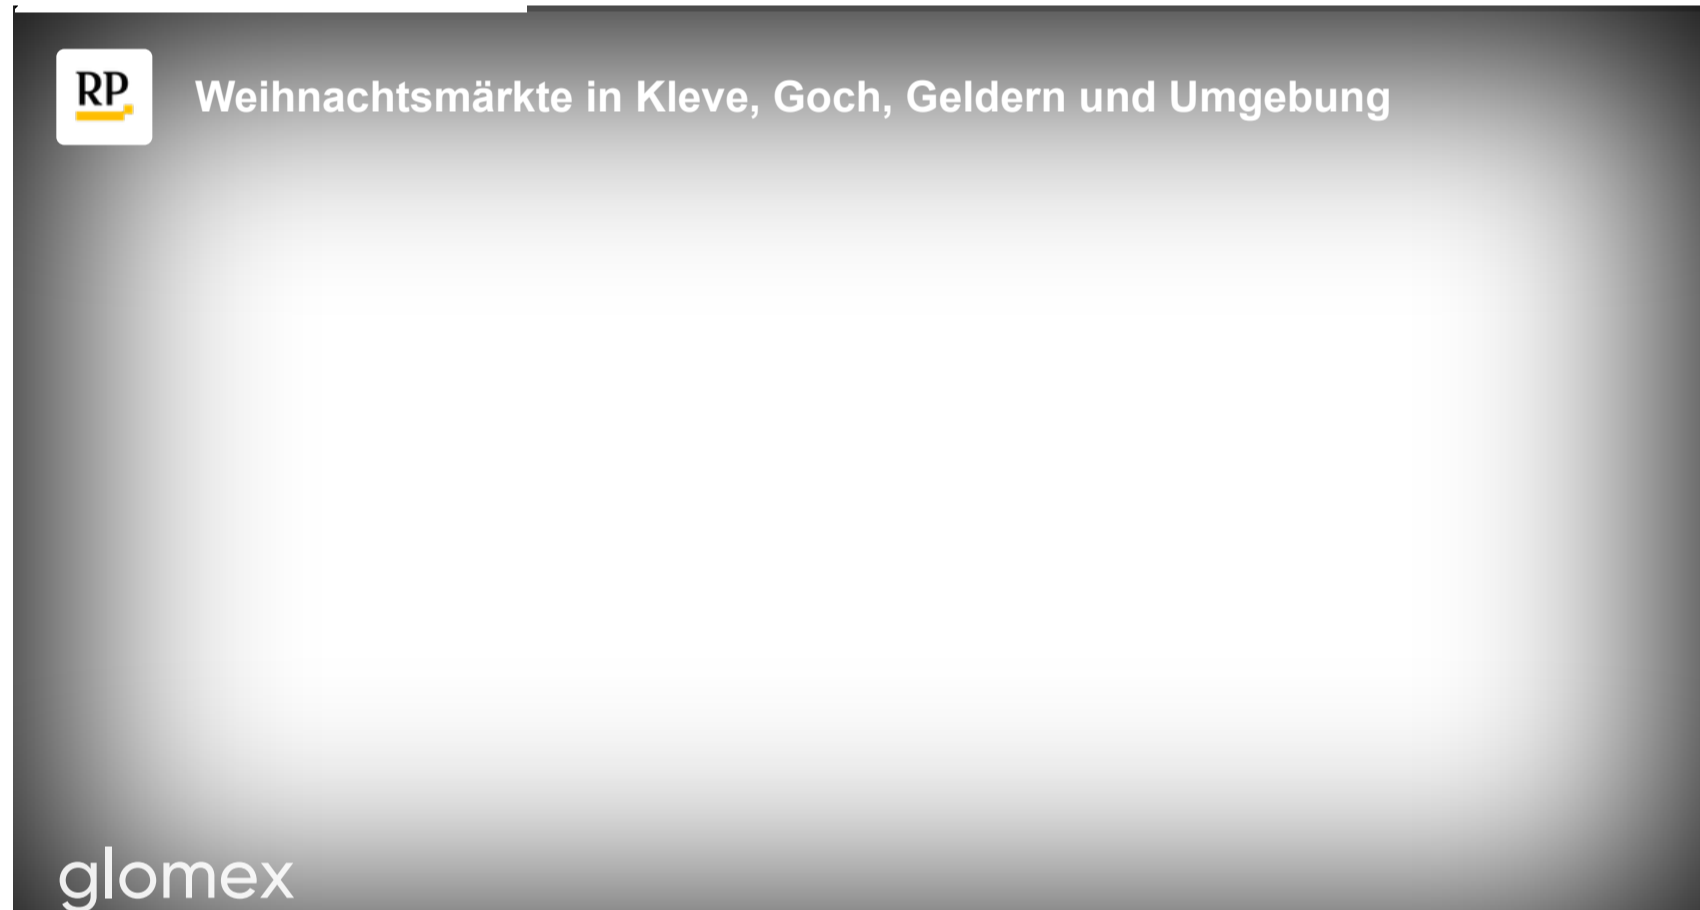 RP
Weihnachtsmärkte in Kleve, Goch, Geldern und Umgebung
glomex